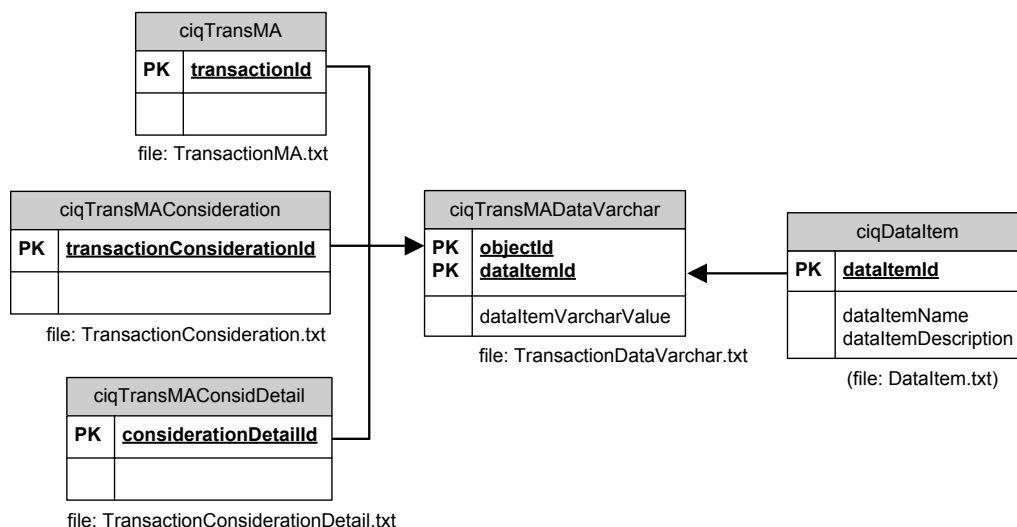 ciqTransMA
PK transactionId
file: TransactionMA.txt
ciqTransMAConsideration
PK transactionConsiderationId
file: TransactionConsideration.txt
ciqTransMAConsidDetail
PK considerationDetailId
file: TransactionConsiderationDetail.txt
ciqTransMADataVarchar
PK objectId
PK dataItemId
dataItemVarcharValue
file: TransactionDataVarchar.txt
ciqDataItem
PK dataItemId
dataItemName
dataItemDescription
(file: DataItem.txt)